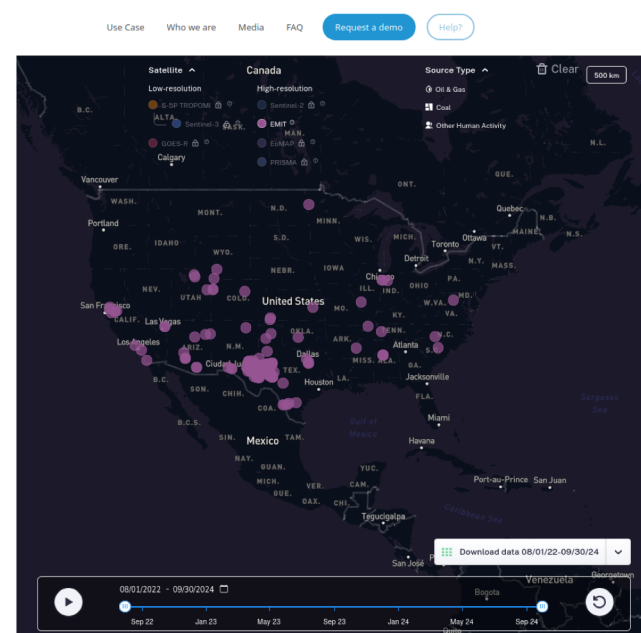 Use Case Who we are Media FAQ Request a demo Help?
Satellite Canada Source Type Clear 500 km
Low-resolution High-resolution Oil & Gas
S-5P TROPOMI Sentinel-2 Coal
B.C. ALTA. Sentinel-3 SASK. EMIT Other Human Activity
MAN.
GOES-R EnMAP N.L.
Calgary PRISMA
Vancouver ONT. QUE.
WASH. N.D. Quebec N.B.
MONT. MINN.
Portland Ottawa MAINE N.S.
ORE. IDAHO S.D. WIS. MICH. Toronto VT.
WYO. Detroit N.Y. MASS.
NEBR. IOWA Chicago PA.
NEV. UTAH COLO. United States ILL. IND. OHIO MD.
San Francisco MO. W.VA.
CALIF. Las Vegas KY. VA.
OKLA. TENN. N.C.
Los Angeles ARIZ. N.M. ARK. Atlanta
Dallas MISS. ALA. S.C.
Ciudad Juá TEX. GA.
B.C. SON. Houston LA. Jacksonville
CHIH. FLA.
COA. Sargasso
Sea
B.C.S. Gulf of Miami
Mexico
SIN. Mexico TAM. Havana
NAY.
GUAN. YUC.
MICH. VER. CAM. Port-au-Prince San Juan
GUE.
OAX. CHI.
Caribbean Sea
Tegucigalpa
Download data 08/01/22-09/30/24
San José P
Venezuela Georgetown
08/01/2022 - 09/30/2024 Bogota
Sep 22 Jan 23 May 23 Sep 23 Jan 24 May 24 Sep 24
Quito